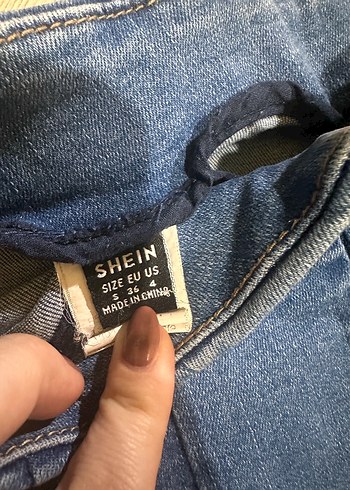 SHEIN
SIZE EU US
S 36 4
MADE IN CHINA